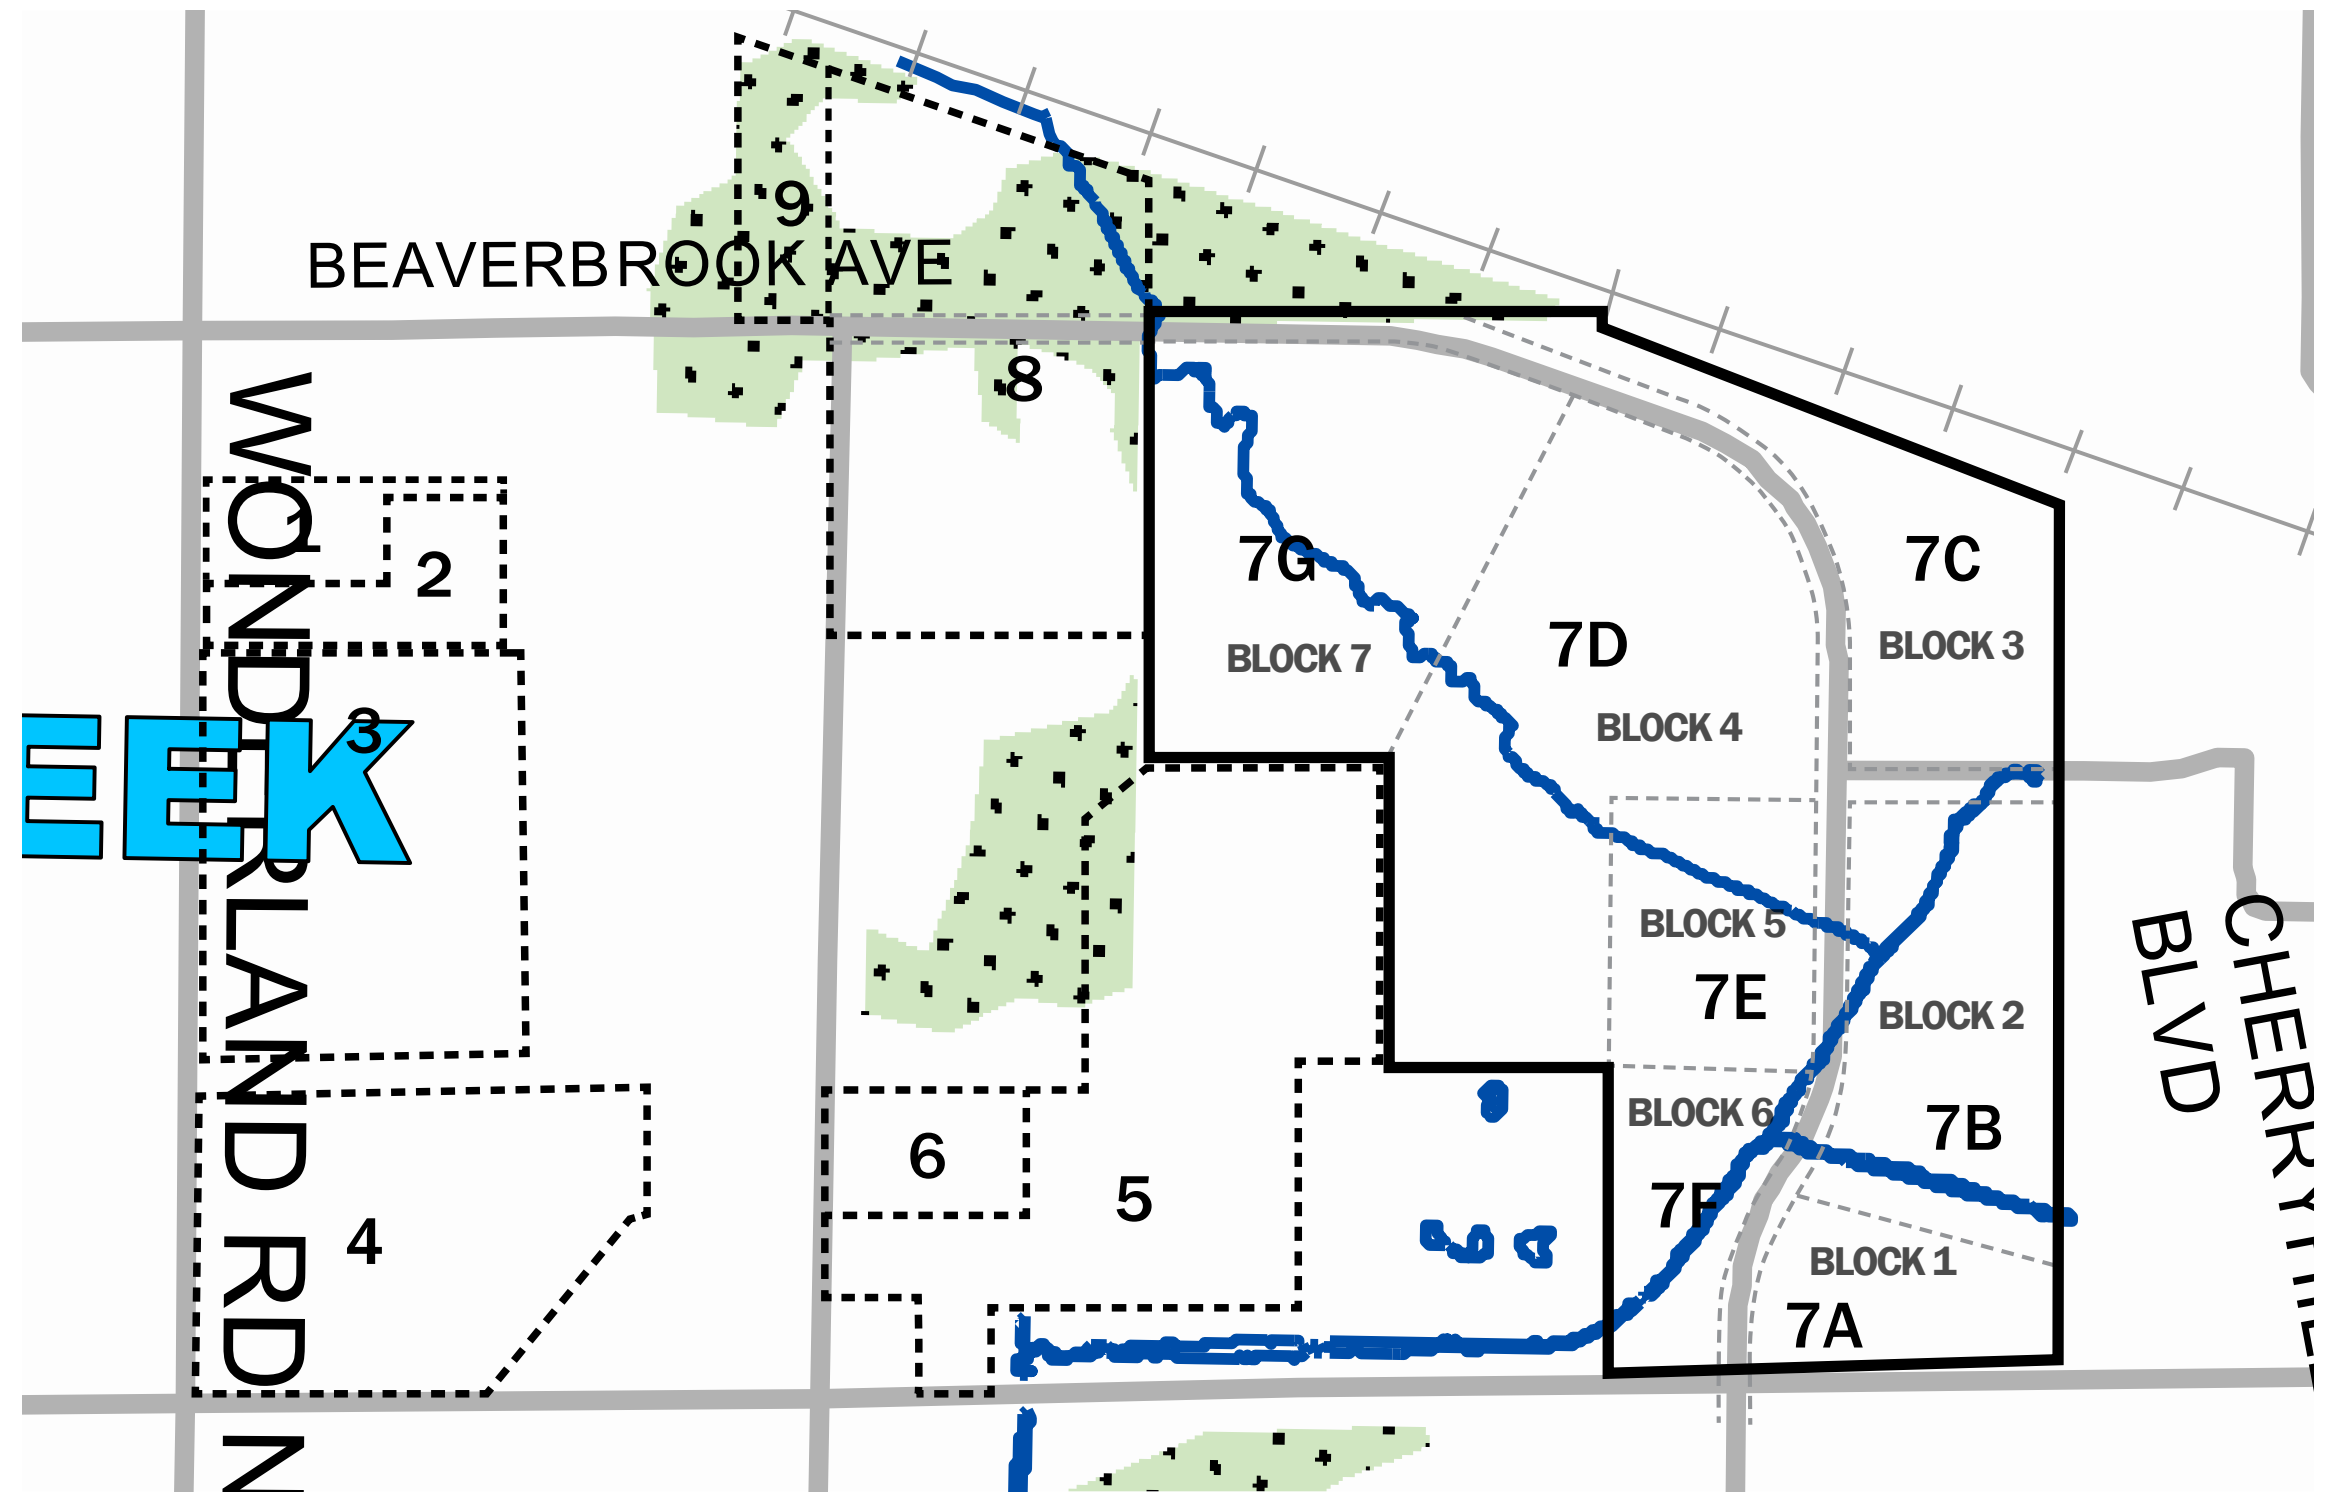 9
BEAVERBROOK AVE
8
WONDERLAND RD N
1
2
7G
7C
7D
BLOCK 3
BLOCK 7
3
BLOCK 4
EEK
BLOCK 5
7E
BLOCK 2
CHERRYHILL
BLVD
BLOCK 6
7B
6
5
7F
4
BLOCK 1
7A